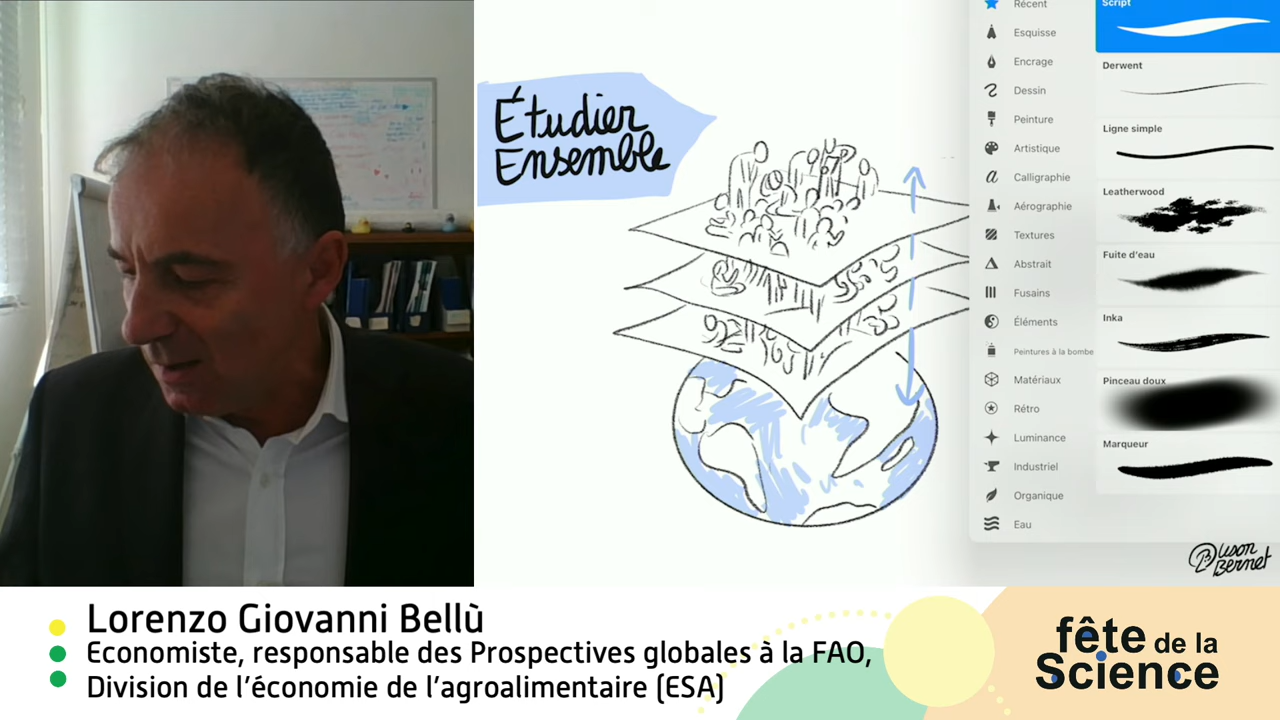 Étudier
Ensemble
Récent
Esquisse
Encrage
Dessin
Peinture
Artistique
Calligraphie
Aérographie
Textures
Abstrait
Fusains
Éléments
Peintures à la bombe
Matériaux
Rétro
Luminance
Industriel
Organique
Eau
Script
Derwent
Ligne simple
Leatherwood
Fuite d'eau
Inka
Pinceau doux
Marqueur
Bernet
Lorenzo Giovanni Bellù
Economiste, responsable des Prospectives globales à la FAO,
Division de l'économie de l'agroalimentaire (ESA)
fête de la
Science